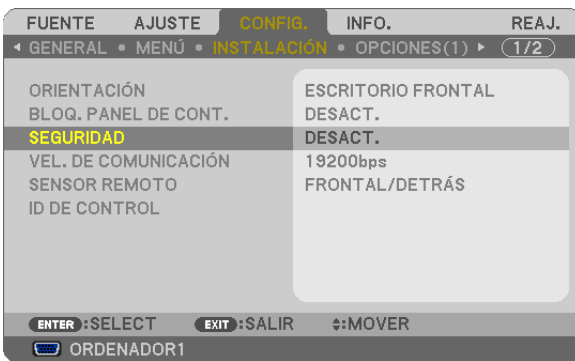 FUENTE AJUSTE CONFIG. INFO. REAJ.
GENERAL • MENÚ • INSTALACIÓN • OPCIONES(1) 1/2
ORIENTACIÓN ESCRITORIO FRONTAL
BLOQ. PANEL DE CONT. DESACT.
SEGURIDAD DESACT.
VEL. DE COMUNICACIÓN 19200bps
SENSOR REMOTO FRONTAL/DETRÁS
ID DE CONTROL
ENTER :SELECT EXIT :SALIR :MOVER
ORDENADOR1